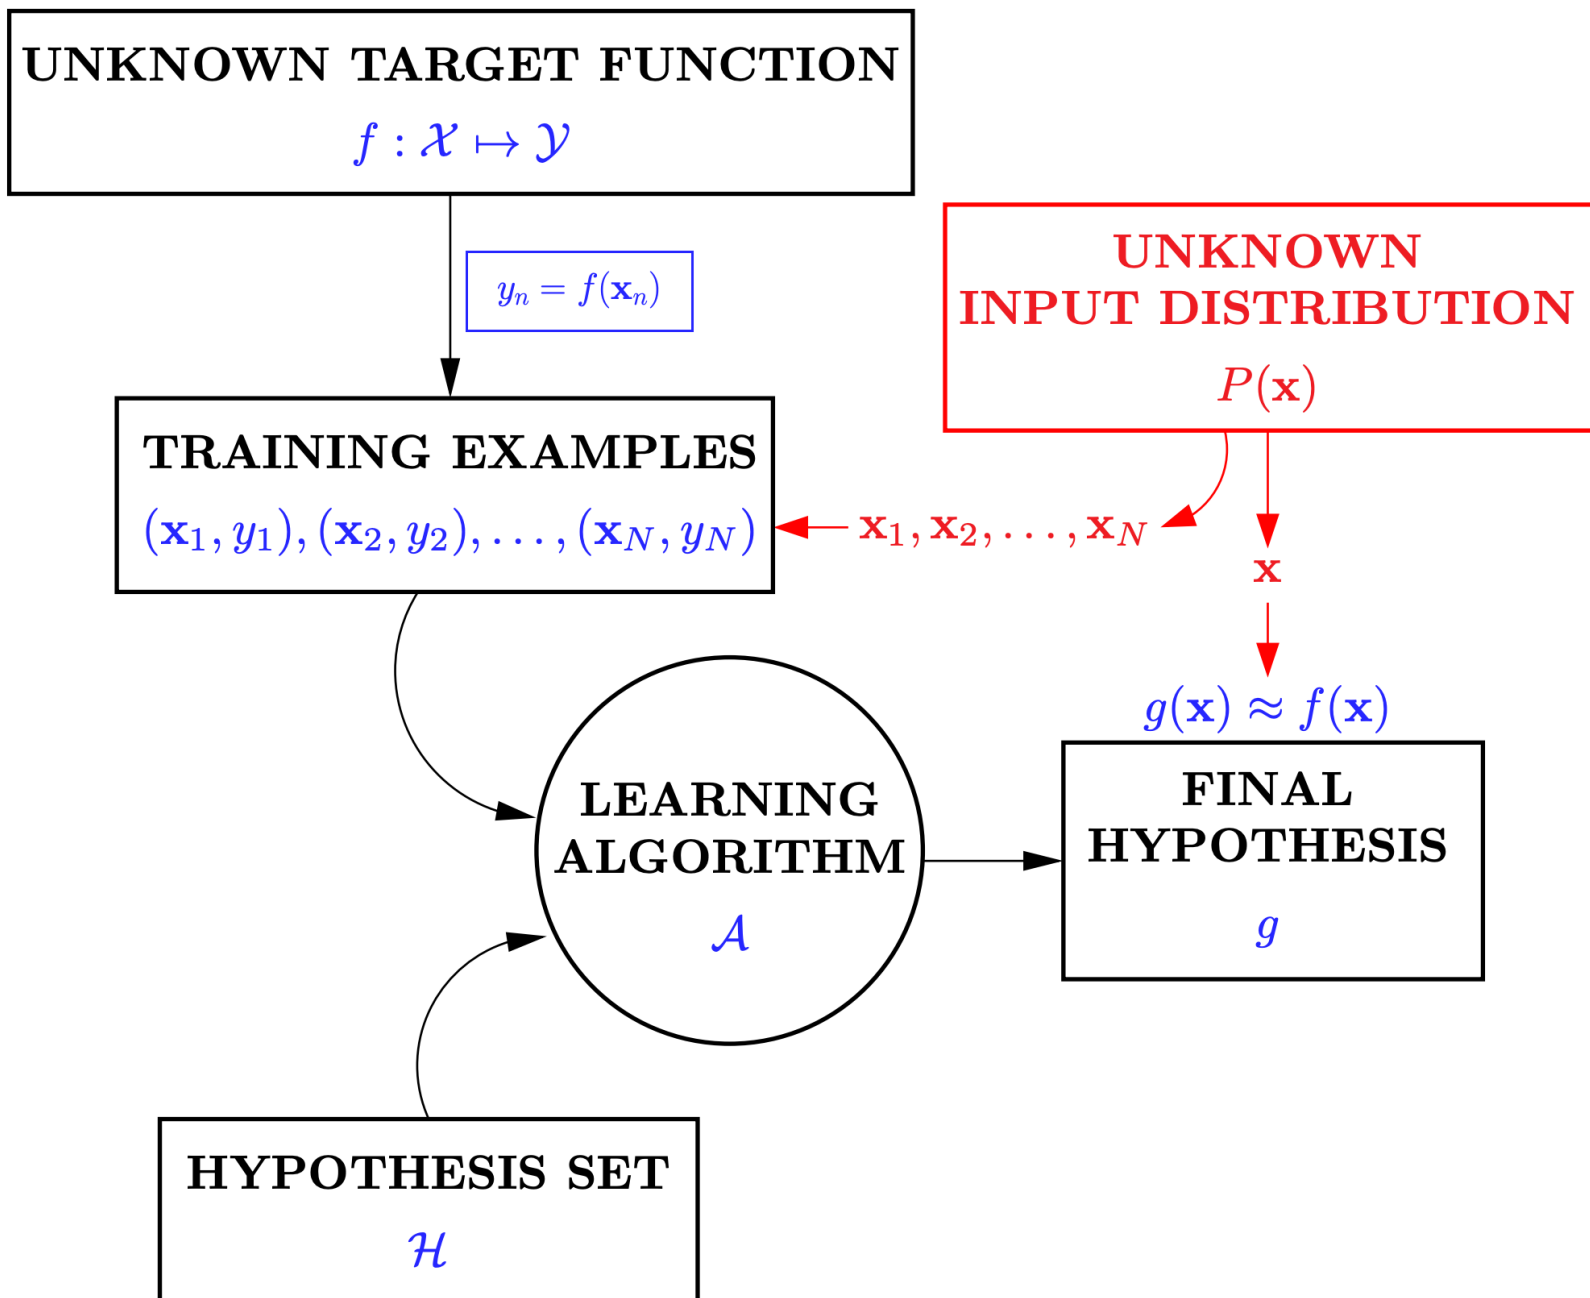 UNKNOWN TARGET FUNCTION
f : 𝒳 ↦ 𝒴
yₙ = f(𝐱ₙ)
UNKNOWN
INPUT DISTRIBUTION
P(𝐱)
TRAINING EXAMPLES
(𝐱₁, y₁), (𝐱₂, y₂), . . . , (𝐱_N, y_N)
𝐱₁, 𝐱₂, . . . , 𝐱_N
𝐱
g(𝐱) ≈ f(𝐱)
LEARNING
ALGORITHM
𝒜
FINAL
HYPOTHESIS
g
HYPOTHESIS SET
ℋ